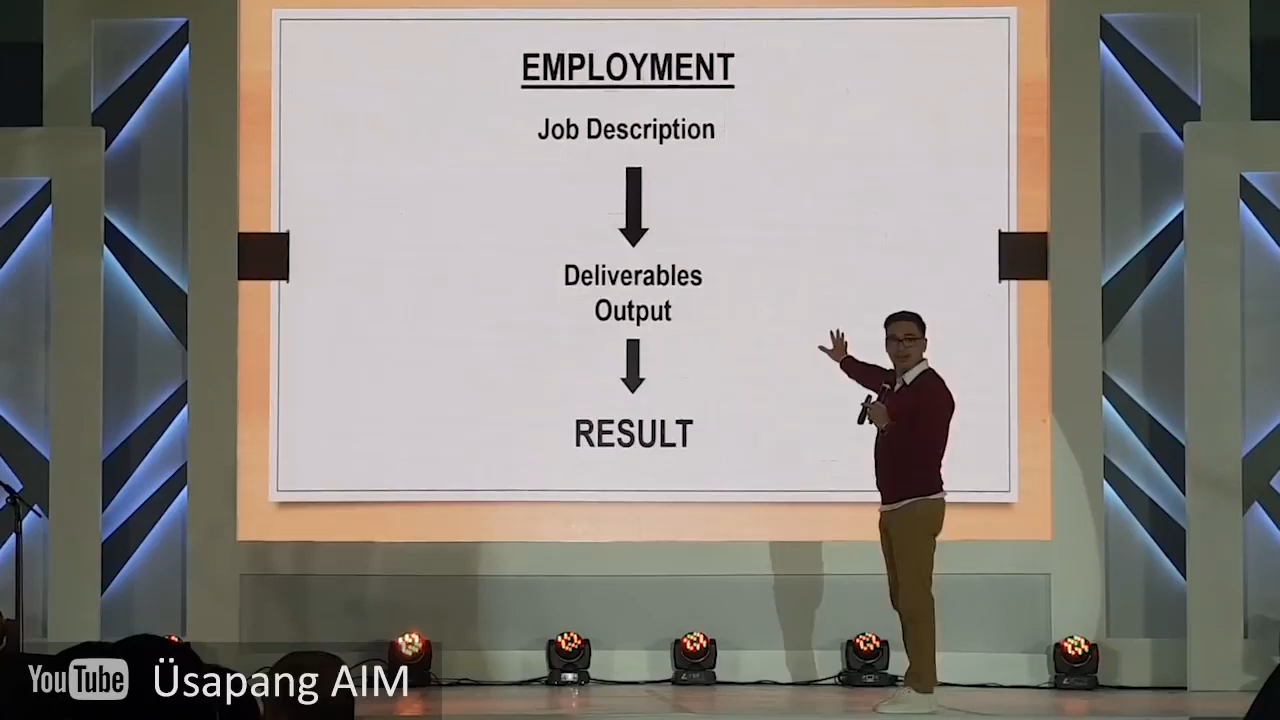 EMPLOYMENT
Job Description
Deliverables
Output
RESULT
YouTube Üsapang AIM